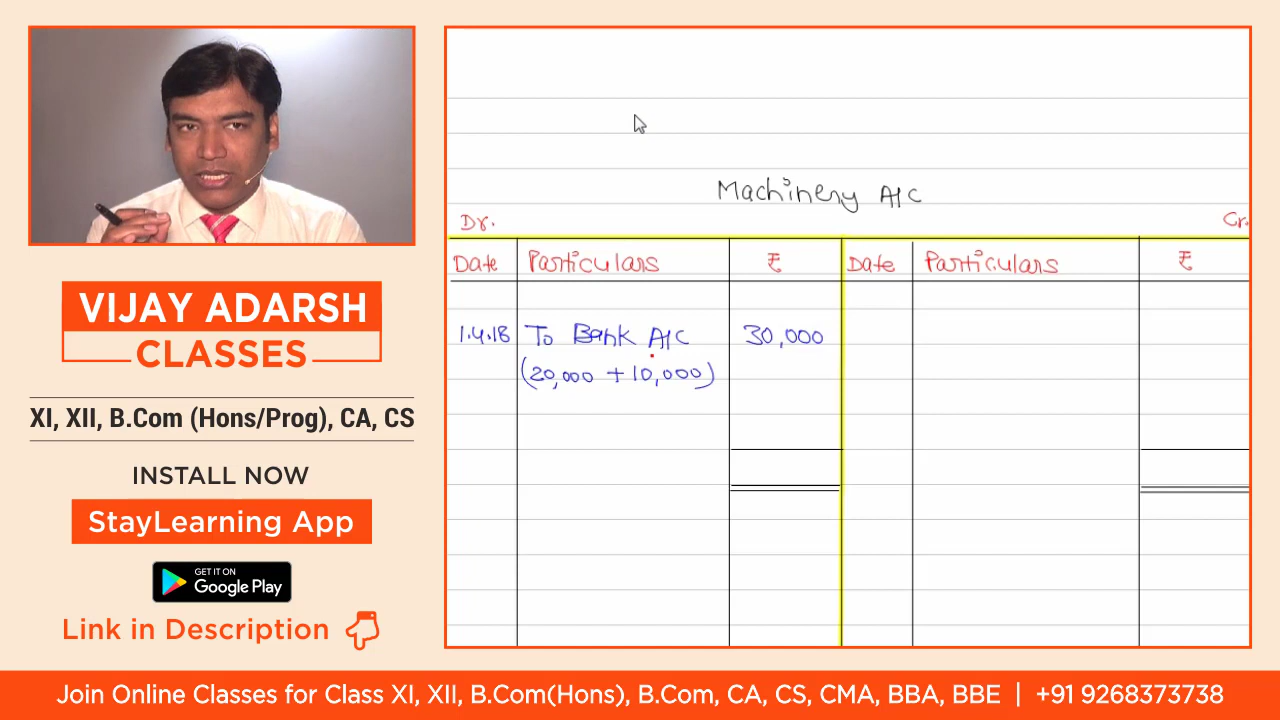 VIJAY ADARSH
CLASSES
XI, XII, B.Com (Hons/Prog), CA, CS
INSTALL NOW
StayLearning App
GET IT ON
Google Play
Link in Description
Machinery A/C
Dr. Cr.
Date Particulars ₹ Date Particulars ₹
1.4.18 To Bank A/C 30,000
(20,000 + 10,000)
Join Online Classes for Class XI, XII, B.Com(Hons), B.Com, CA, CS, CMA, BBA, BBE | +91 9268373738